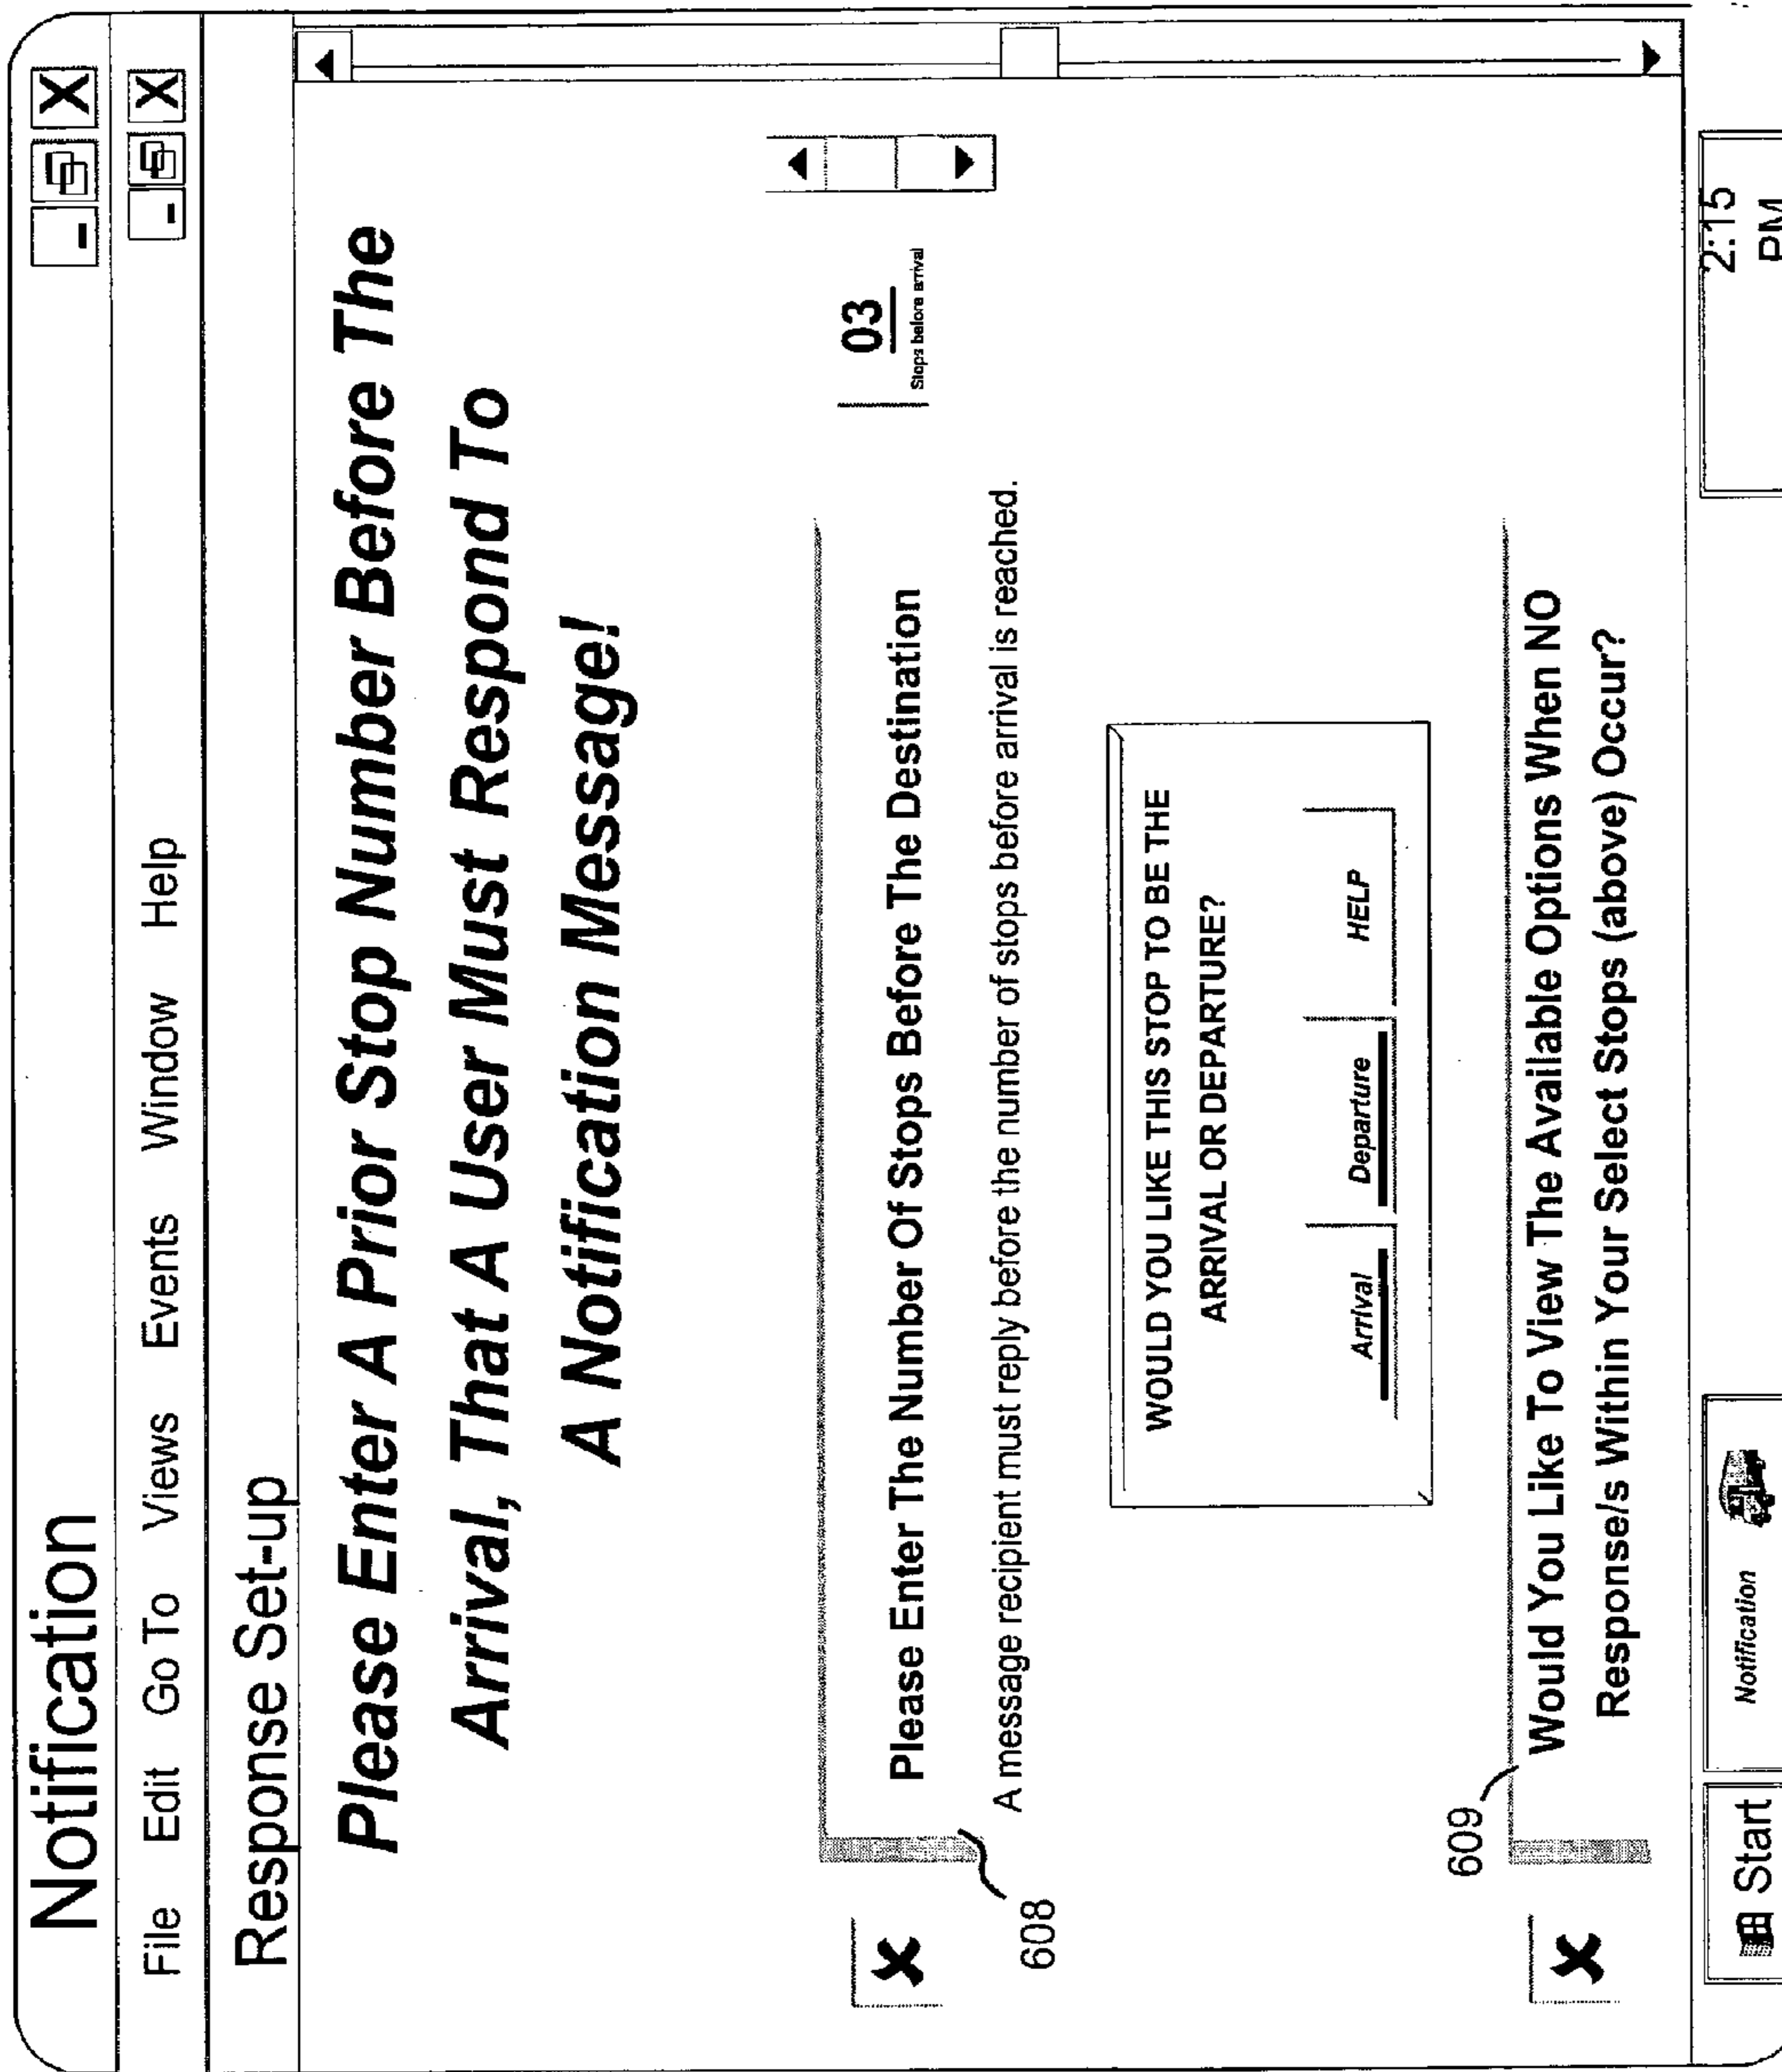 Notification
File Edit Go To Views Events Window Help
Response Set-up
Please Enter A Prior Stop Number Before The
Arrival, That A User Must Respond To
A Notification Message!
Please Enter The Number Of Stops Before The Destination
03
Stops before arrival
A message recipient must reply before the number of stops before arrival is reached.
608
WOULD YOU LIKE THIS STOP TO BE THE
ARRIVAL OR DEPARTURE?
Arrival Departure HELP
609
Would You Like To View The Available Options When NO
Response/s Within Your Select Stops (above) Occur?
Start Notification 2:15
PM